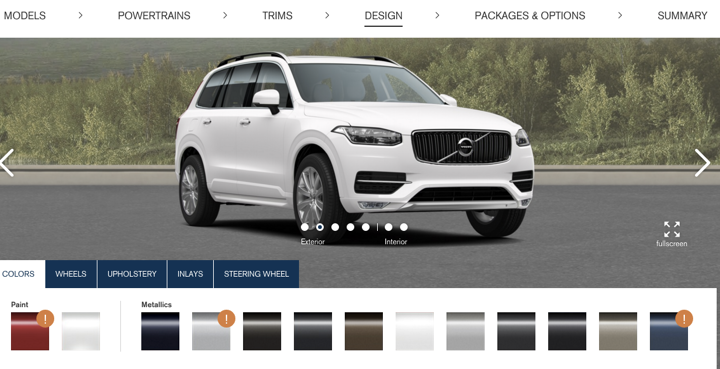 MODELS > POWERTRAINS > TRIMS > DESIGN > PACKAGES & OPTIONS > SUMMARY
Exterior Interior
fullscreen
COLORS WHEELS UPHOLSTERY INLAYS STEERING WHEEL
Paint Metallics
! ! !